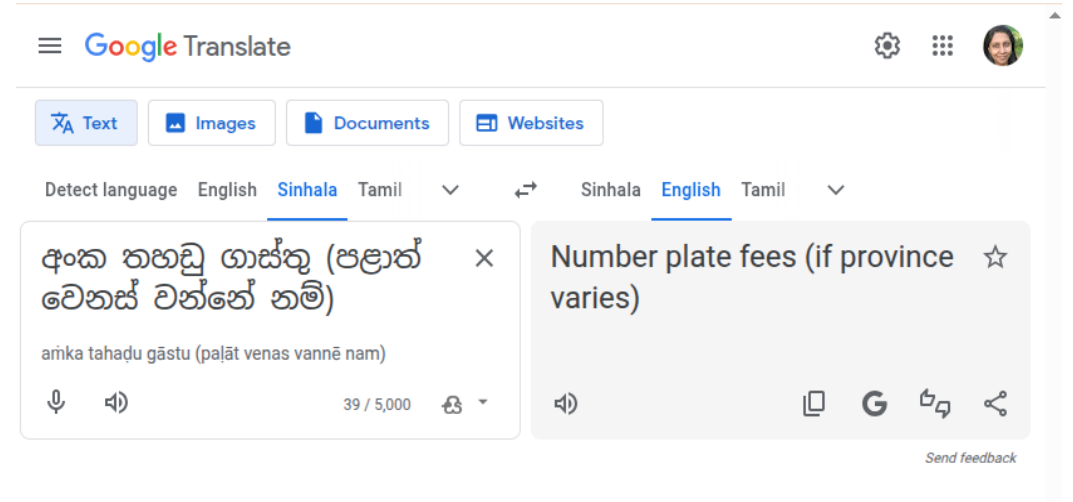 Google Translate
Text Images Documents Websites
Detect language English Sinhala Tamil Sinhala English Tamil
අංක තහඩු ගාස්තු (පළාත්
වෙනස් වන්නේ නම්)
aṁka tahaḍu gāstu (paḷāt venas vannē nam)
39 / 5,000
Number plate fees (if province
varies)
Send feedback